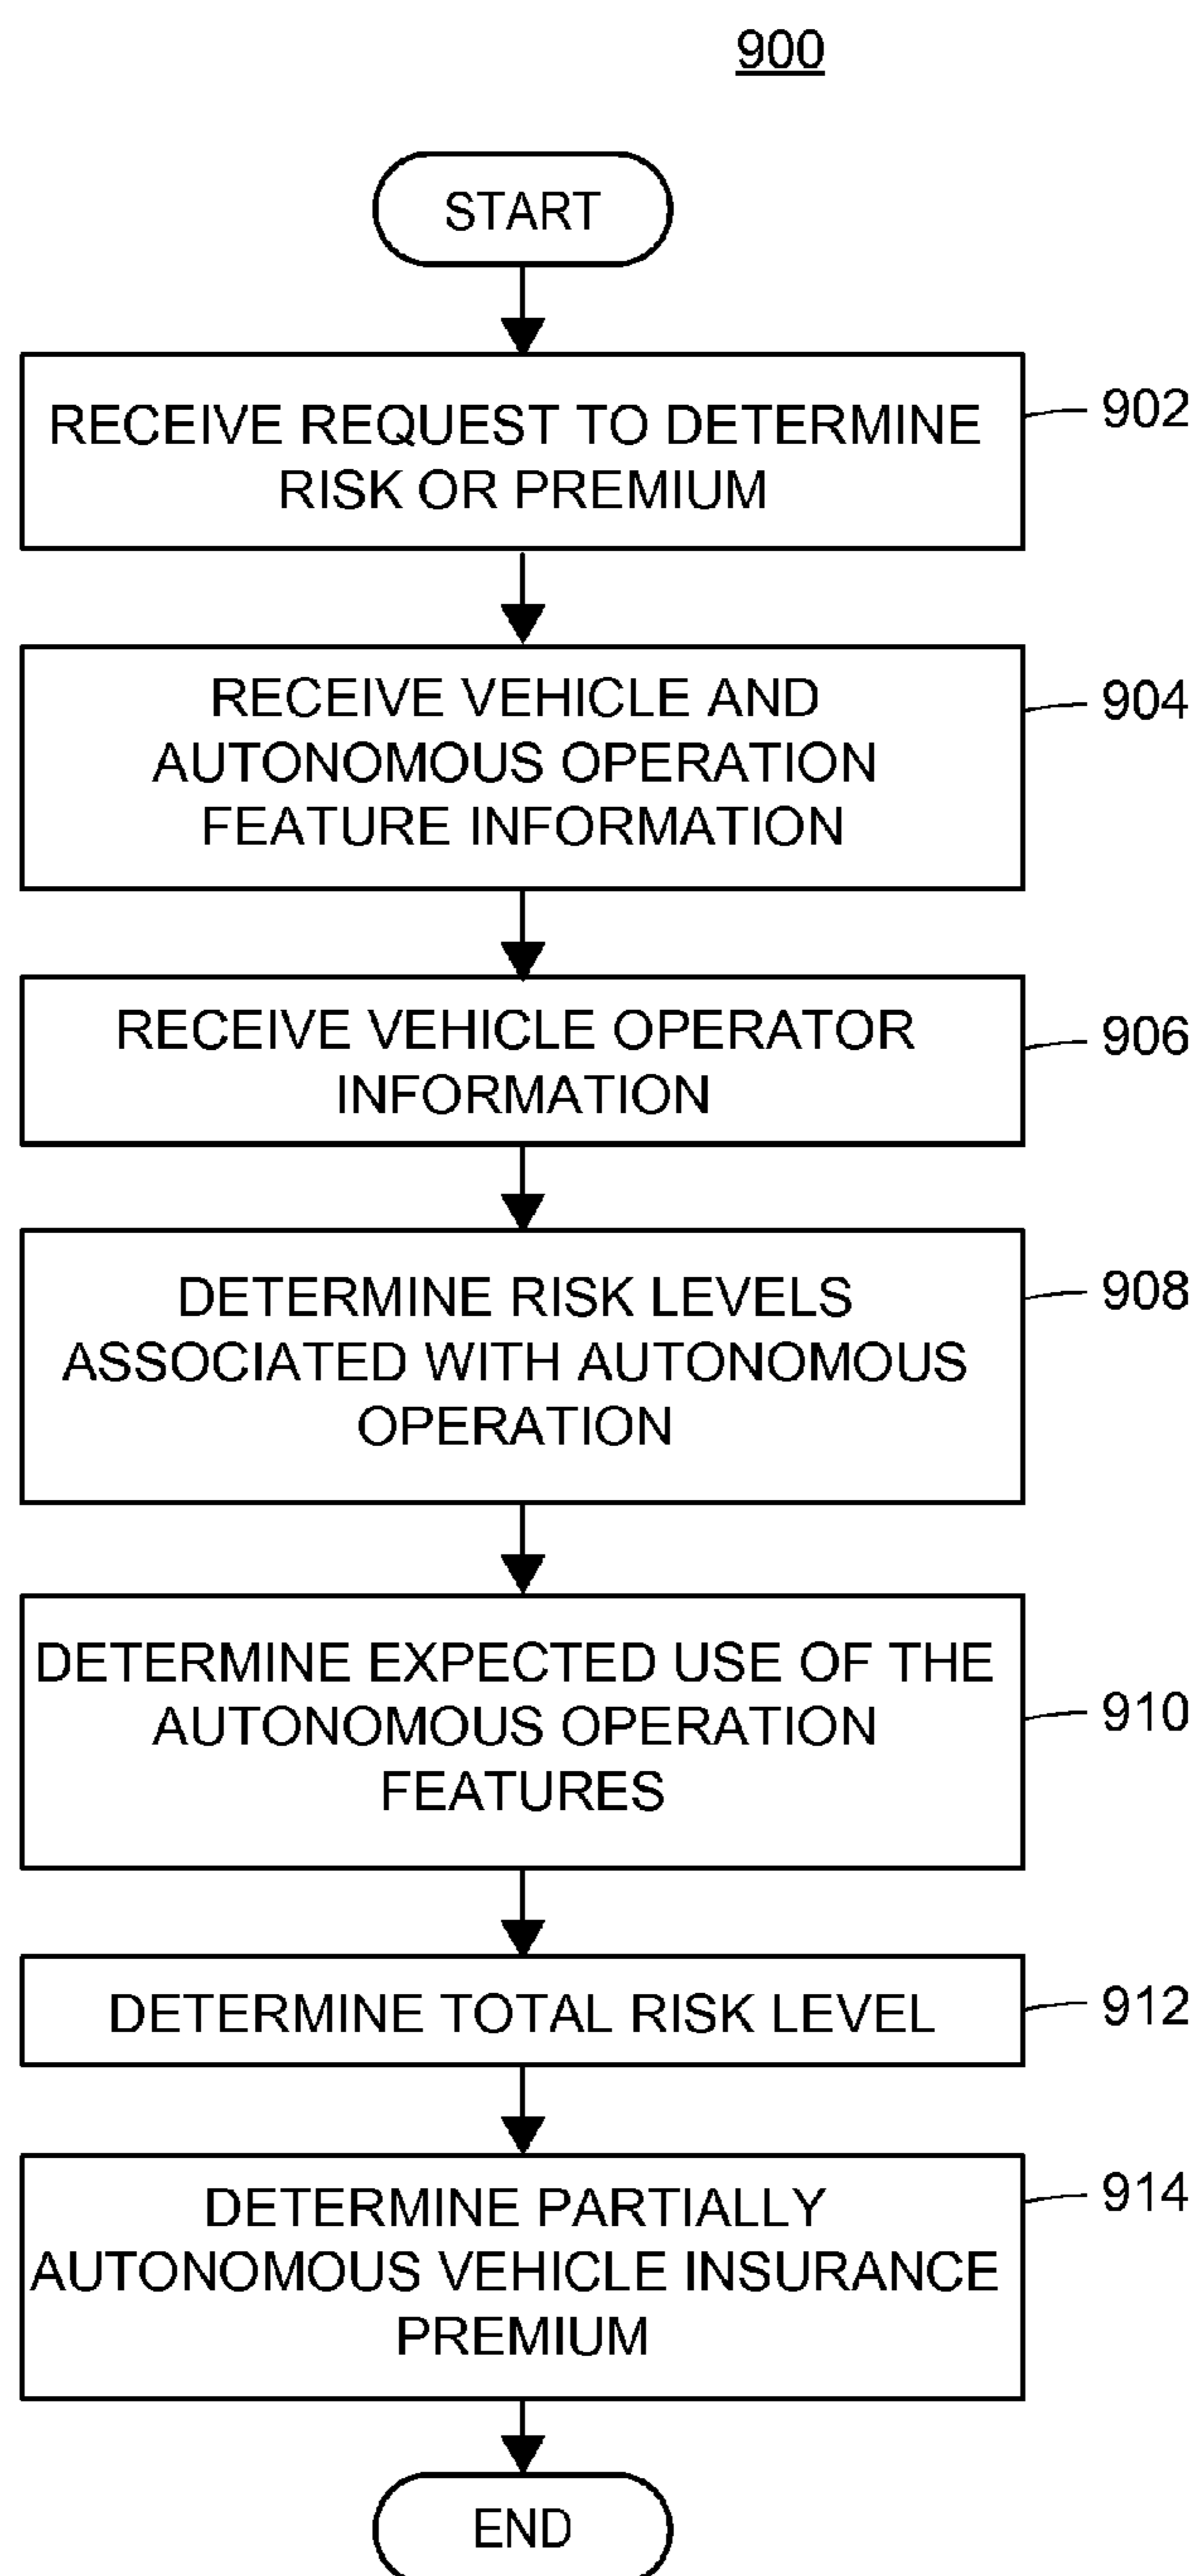 900
START
RECEIVE REQUEST TO DETERMINE
RISK OR PREMIUM
902
RECEIVE VEHICLE AND
AUTONOMOUS OPERATION
FEATURE INFORMATION
904
RECEIVE VEHICLE OPERATOR
INFORMATION
906
DETERMINE RISK LEVELS
ASSOCIATED WITH AUTONOMOUS
OPERATION
908
DETERMINE EXPECTED USE OF THE
AUTONOMOUS OPERATION
FEATURES
910
DETERMINE TOTAL RISK LEVEL
912
DETERMINE PARTIALLY
AUTONOMOUS VEHICLE INSURANCE
PREMIUM
914
END